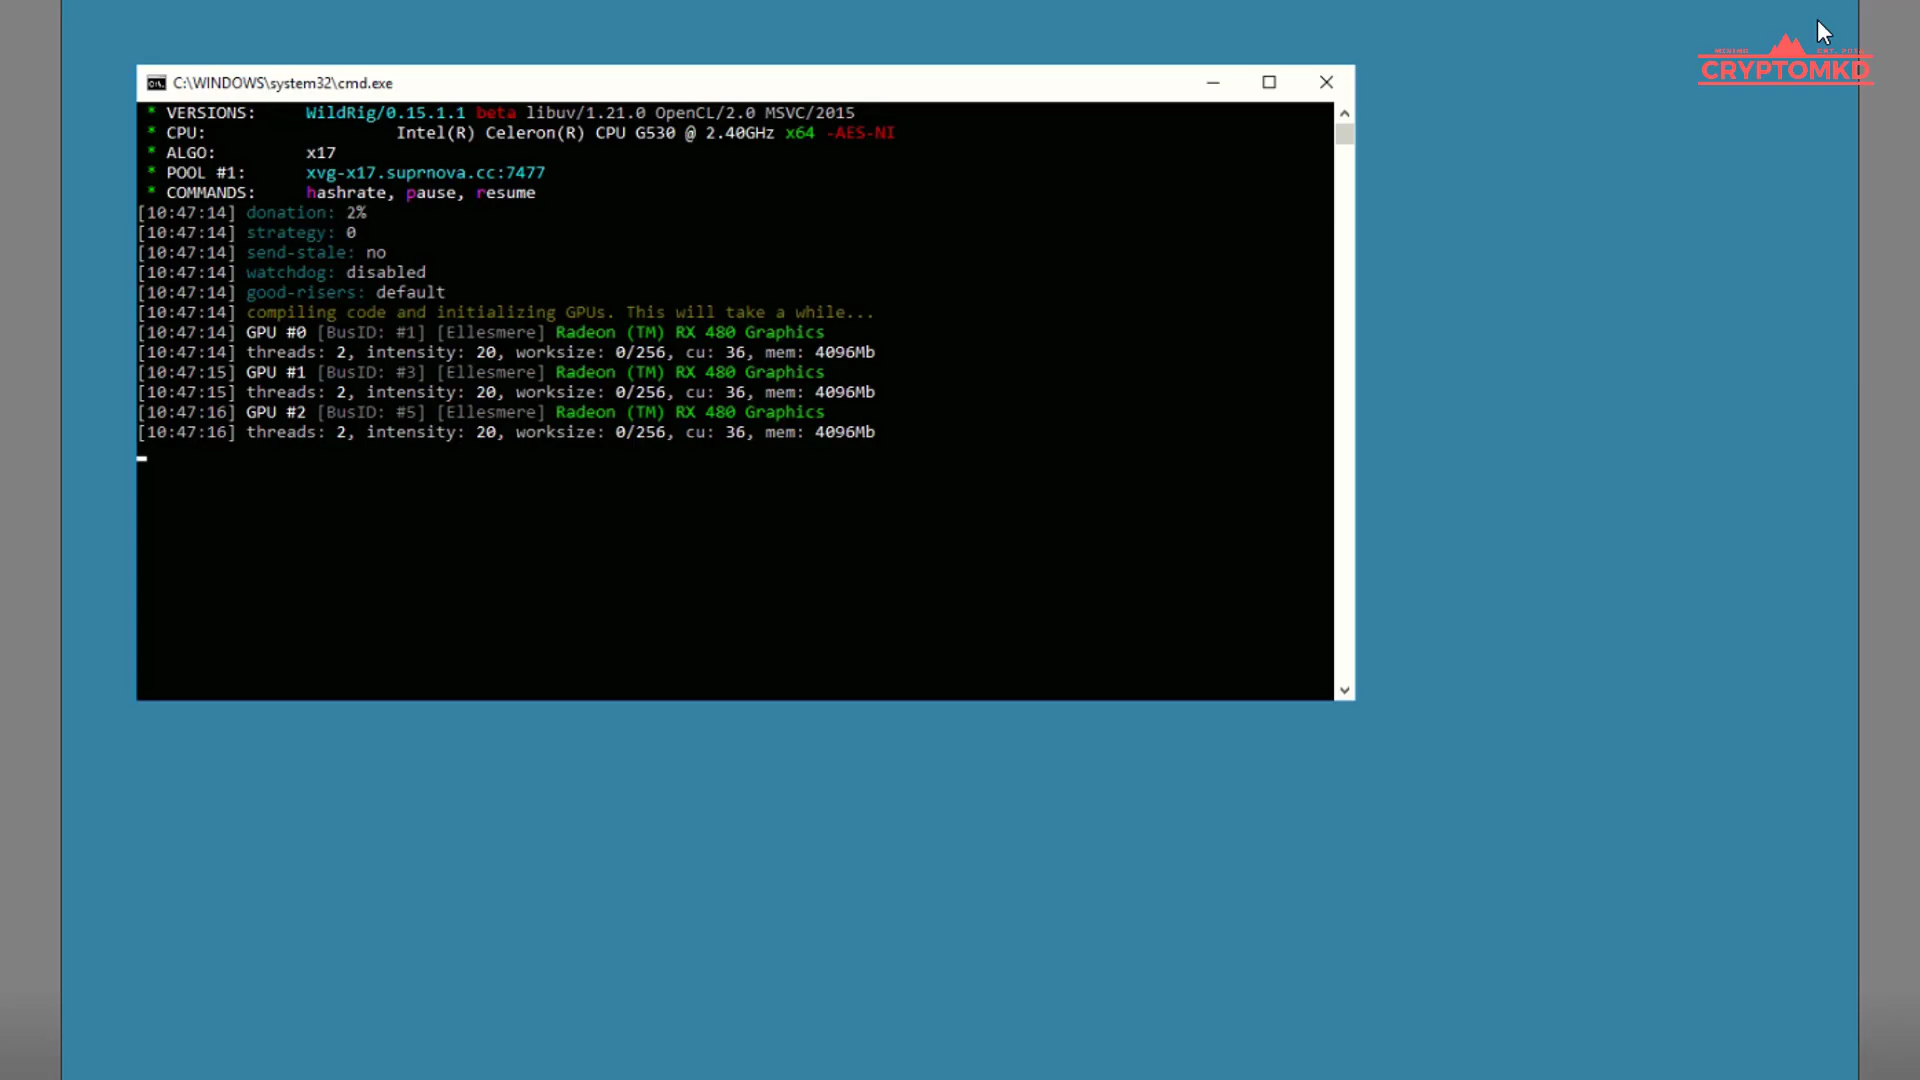 C:\WINDOWS\system32\cmd.exe
* VERSIONS: WildRig/0.15.1.1 beta libuv/1.21.0 OpenCL/2.0 MSVC/2015
* CPU: Intel(R) Celeron(R) CPU G530 @ 2.40GHz x64 -AES-NI
* ALGO: x17
* POOL #1: xvg-x17.suprnova.cc:7477
* COMMANDS: hashrate, pause, resume
[10:47:14] donation: 2%
[10:47:14] strategy: 0
[10:47:14] send-stale: no
[10:47:14] watchdog: disabled
[10:47:14] good-risers: default
[10:47:14] compiling code and initializing GPUs. This will take a while...
[10:47:14] GPU #0 [BusID: #1] [Ellesmere] Radeon (TM) RX 480 Graphics
[10:47:14] threads: 2, intensity: 20, worksize: 0/256, cu: 36, mem: 4096Mb
[10:47:15] GPU #1 [BusID: #3] [Ellesmere] Radeon (TM) RX 480 Graphics
[10:47:15] threads: 2, intensity: 20, worksize: 0/256, cu: 36, mem: 4096Mb
[10:47:16] GPU #2 [BusID: #5] [Ellesmere] Radeon (TM) RX 480 Graphics
[10:47:16] threads: 2, intensity: 20, worksize: 0/256, cu: 36, mem: 4096Mb
MINING
CRYPTOMKD